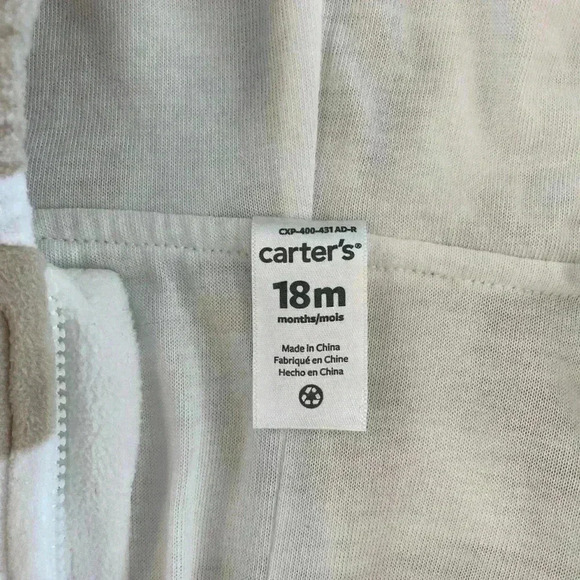 CXP-400-431 AD-R
carter's®
18m
months/mois
Made in China
Fabriqué en Chine
Hecho en China